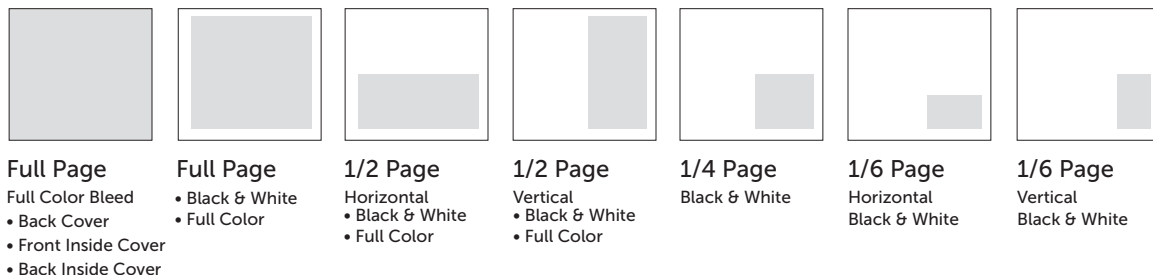 Full Page
Full Color Bleed
• Back Cover
• Front Inside Cover
• Back Inside Cover
Full Page
• Black & White
• Full Color
1/2 Page
Horizontal
• Black & White
• Full Color
1/2 Page
Vertical
• Black & White
• Full Color
1/4 Page
Black & White
1/6 Page
Horizontal
Black & White
1/6 Page
Vertical
Black & White